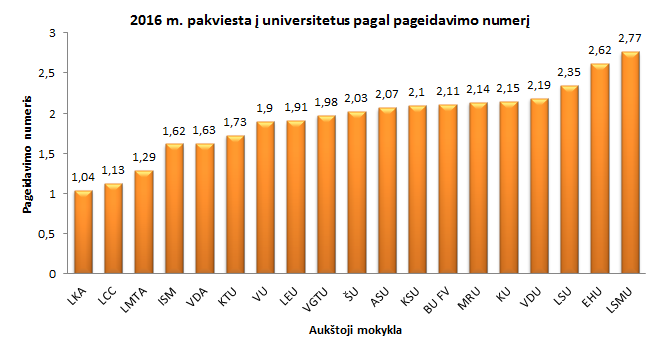 2016 m. pakviesta į universitetus pagal pageidavimo numerį
3
2,5
2
1,5
1
0,5
0
Pageidavimo numeris
1,04
1,13
1,29
1,62
1,63
1,73
1,9
1,91
1,98
2,03
2,07
2,1
2,11
2,14
2,15
2,19
2,35
2,62
2,77
LKA
LCC
LMTA
ISM
VDA
KTU
VU
LEU
VGTU
ŠU
ASU
KSU
BU FV
MRU
KU
VDU
LSU
EHU
LSMU
Aukštoji mokykla